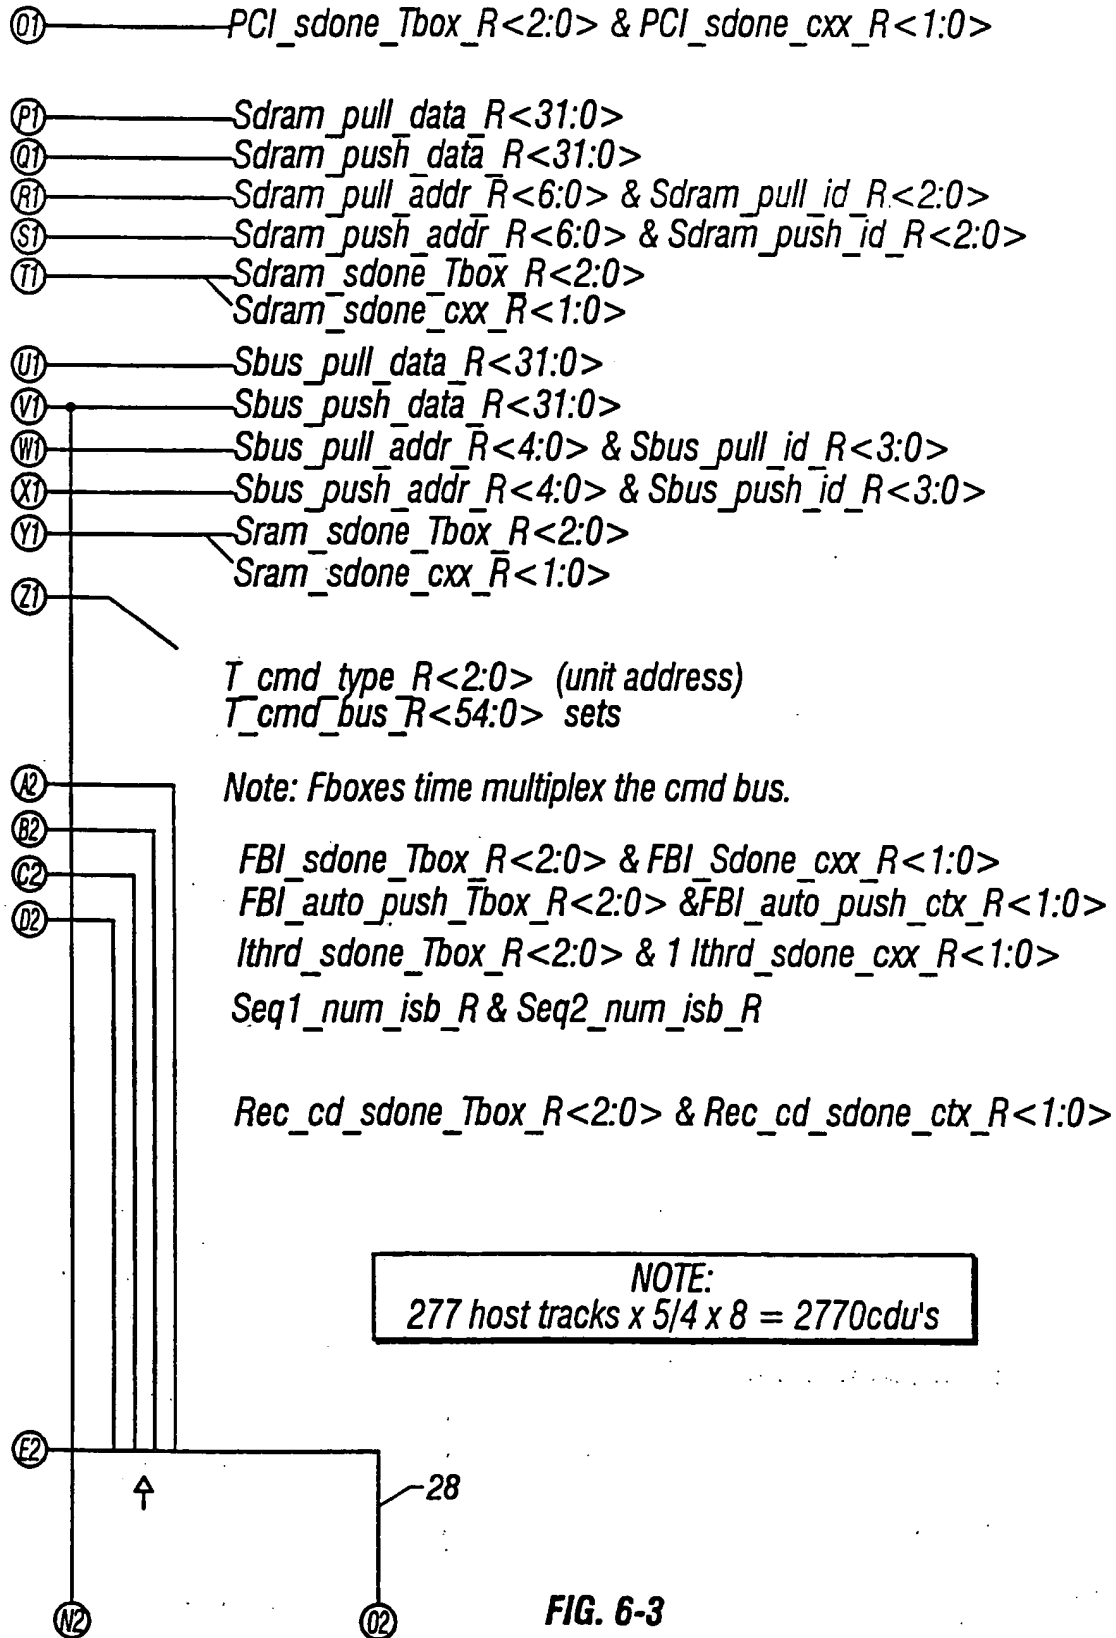 O1 PCI_sdone_Tbox_R<2:0> & PCI_sdone_cxx_R<1:0>
P1 Sdram_pull_data_R<31:0>
Q1 Sdram_push_data_R<31:0>
R1 Sdram_pull_addr_R<6:0> & Sdram_pull_id_R<2:0>
S1 Sdram_push_addr_R<6:0> & Sdram_push_id_R<2:0>
T1 Sdram_sdone_Tbox_R<2:0>
Sdram_sdone_cxx_R<1:0>
U1 Sbus_pull_data_R<31:0>
V1 Sbus_push_data_R<31:0>
W1 Sbus_pull_addr_R<4:0> & Sbus_pull_id_R<3:0>
X1 Sbus_push_addr_R<4:0> & Sbus_push_id_R<3:0>
Y1 Sram_sdone_Tbox_R<2:0>
Sram_sdone_cxx_R<1:0>
Z1
T_cmd_type_R<2:0> (unit address)
T_cmd_bus_R<54:0> sets
A2 Note: Fboxes time multiplex the cmd bus.
B2
FBI_sdone_Tbox_R<2:0> & FBI_Sdone_cxx_R<1:0>
C2
FBI_auto_push_Tbox_R<2:0> &FBI_auto_push_ctx_R<1:0>
D2
Ithrd_sdone_Tbox_R<2:0> & 1 Ithrd_sdone_cxx_R<1:0>
Seq1_num_isb_R & Seq2_num_isb_R
Rec_cd_sdone_Tbox_R<2:0> & Rec_cd_sdone_ctx_R<1:0>
NOTE:
277 host tracks x 5/4 x 8 = 2770cdu's
E2
28
N2
O2
FIG. 6-3